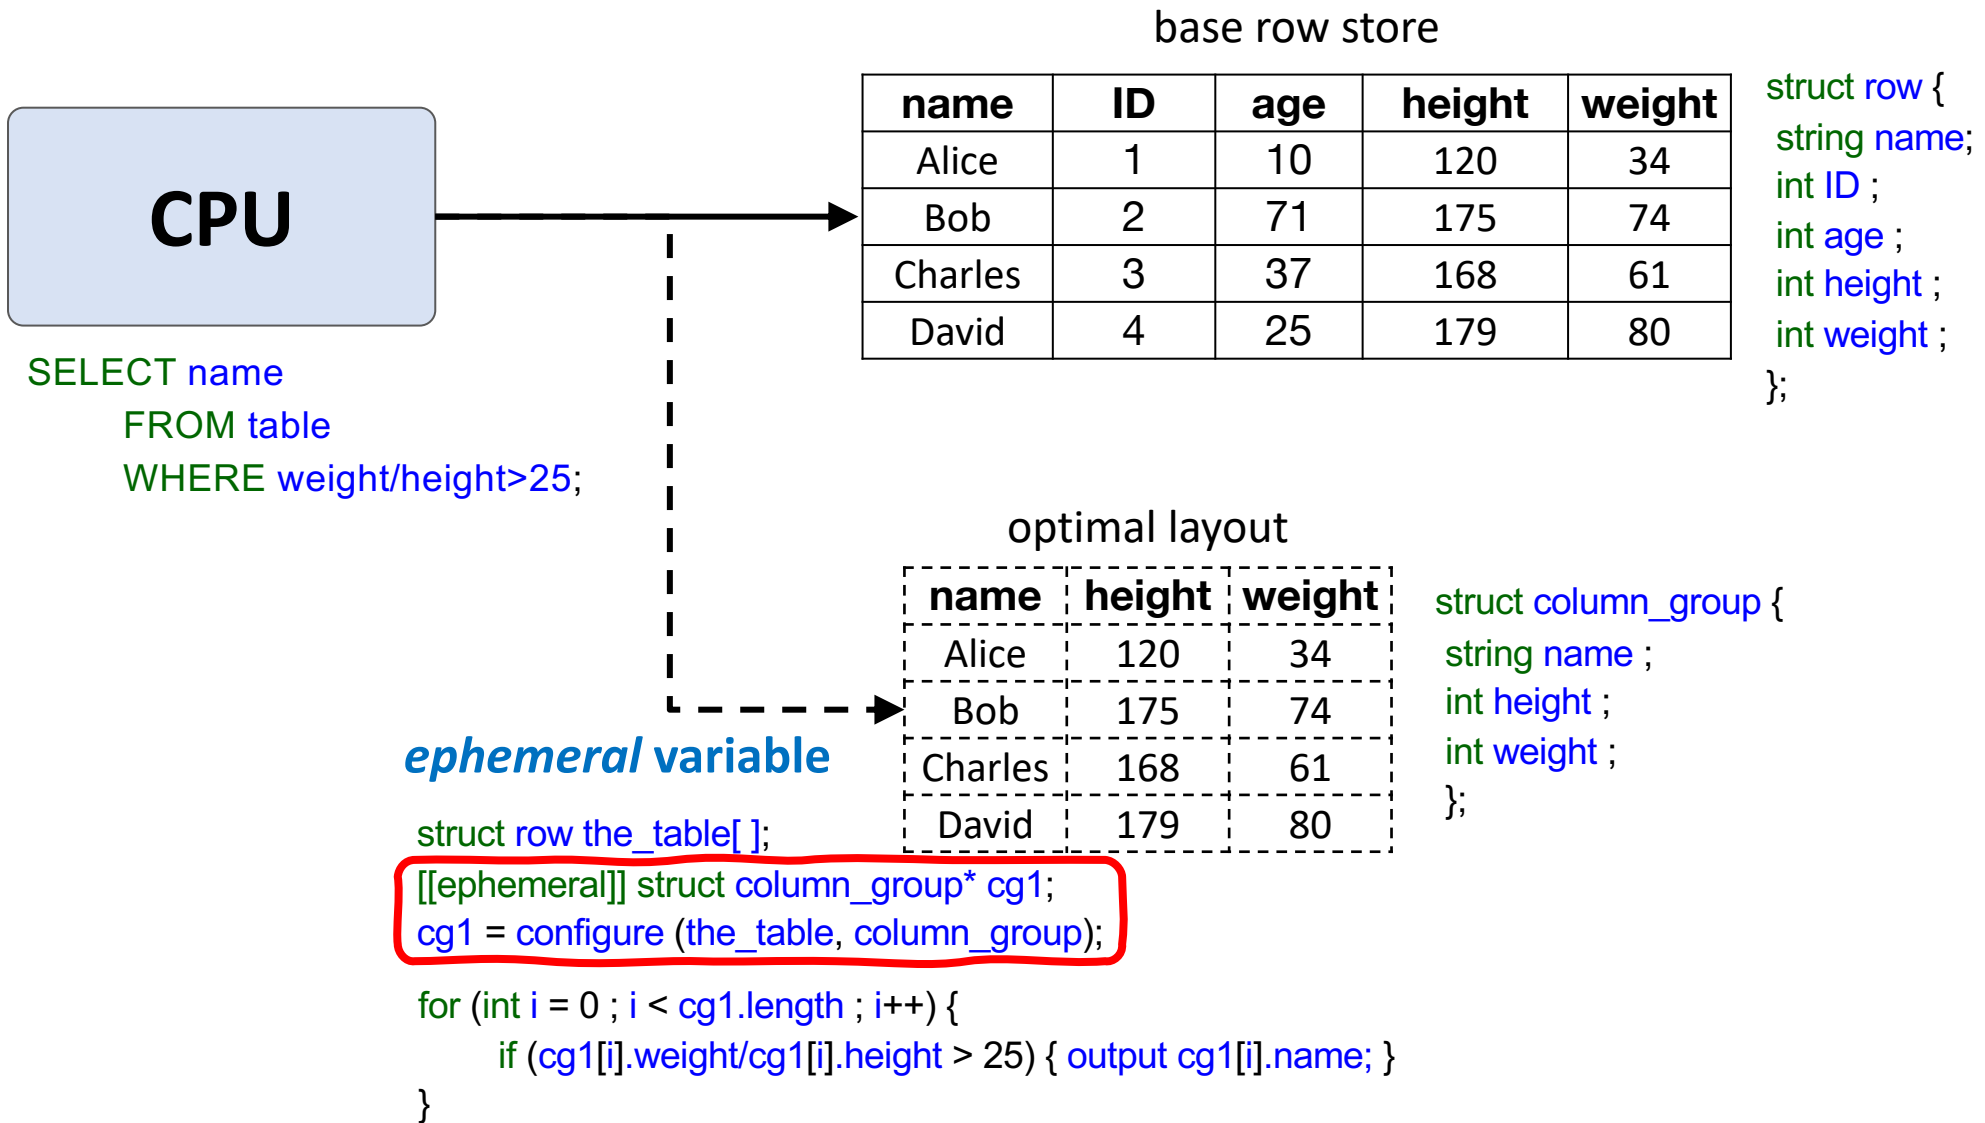 base row store
name ID age height weight
Alice 1 10 120 34
Bob 2 71 175 74
Charles 3 37 168 61
David 4 25 179 80
struct row {
string name;
int ID ;
int age ;
int height ;
int weight ;
};
CPU
SELECT name
FROM table
WHERE weight/height>25;
optimal layout
name height weight
Alice 120 34
Bob 175 74
Charles 168 61
David 179 80
struct column_group {
string name ;
int height ;
int weight ;
};
ephemeral variable
struct row the_table[ ];
[[ephemeral]] struct column_group* cg1;
cg1 = configure (the_table, column_group);
for (int i = 0 ; i < cg1.length ; i++) {
if (cg1[i].weight/cg1[i].height > 25) { output cg1[i].name; }
}